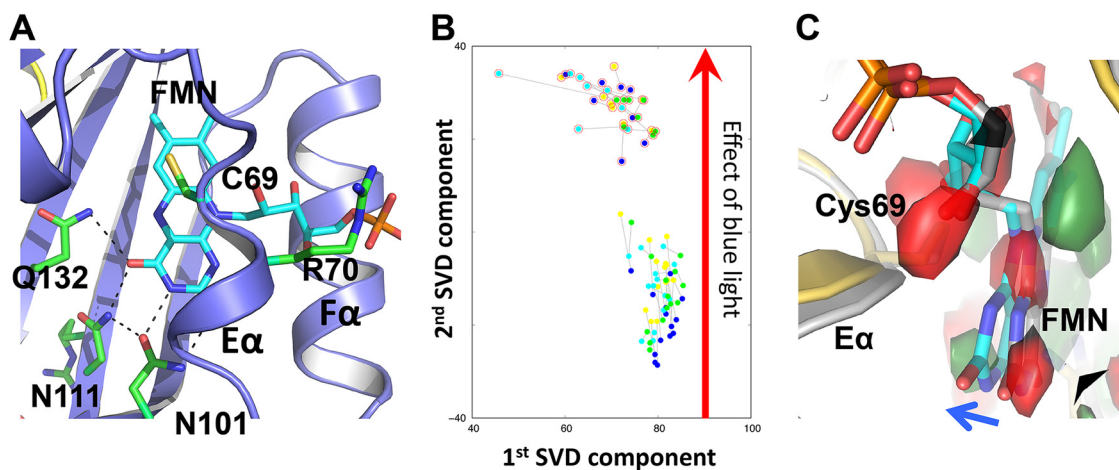 A
FMN
C69
Q132
R70
Eα
Fα
N111
N101
B
40
2nd SVD component
Effect of blue light
−40
40
60
80
100
1st SVD component
C
Cys69
Eα
FMN